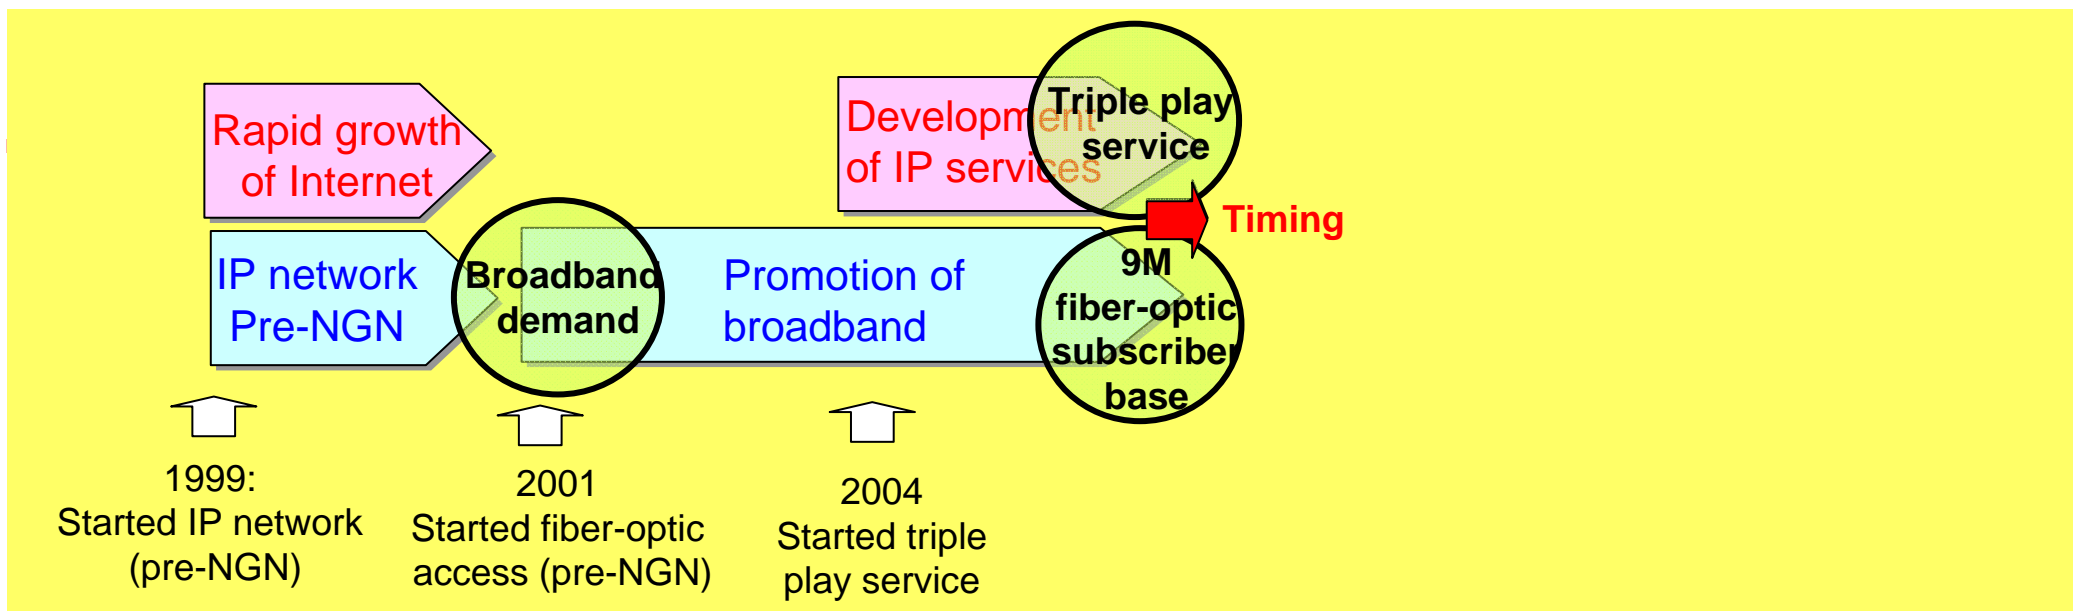 Rapid growth
of Internet
IP network
Pre-NGN
Broadband
demand
Promotion of
broadband
Development
of IP services
Triple play
service
Timing
9M
fiber-optic
subscriber
base
1999:
Started IP network
(pre-NGN)
2001
Started fiber-optic
access (pre-NGN)
2004
Started triple
play service